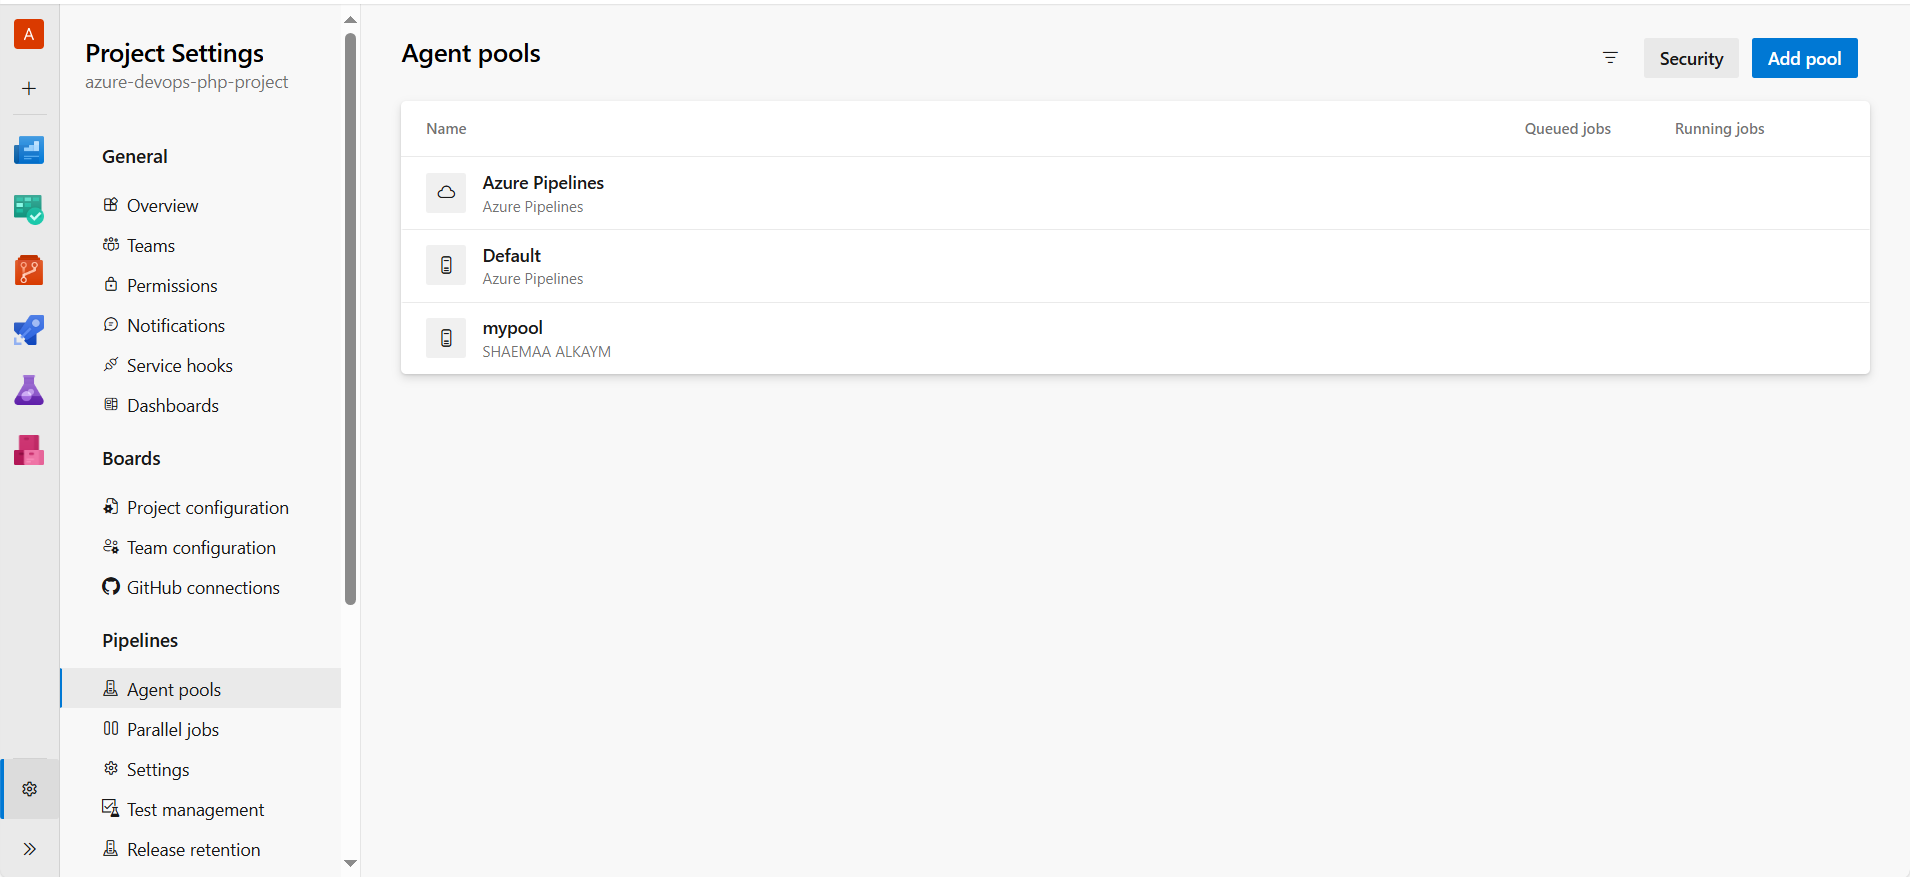 A
Project Settings
azure-devops-php-project
General
Overview
Teams
Permissions
Notifications
Service hooks
Dashboards
Boards
Project configuration
Team configuration
GitHub connections
Pipelines
Agent pools
Parallel jobs
Settings
Test management
Release retention
Agent pools
Security
Add pool
Name Queued jobs Running jobs
Azure Pipelines
Azure Pipelines
Default
Azure Pipelines
mypool
SHAEMAA ALKAYM